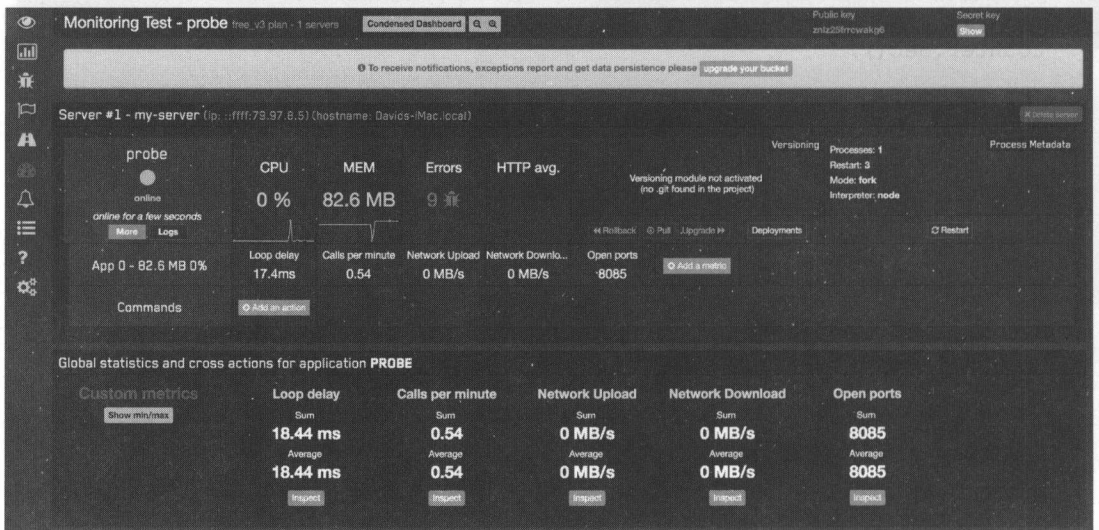 Monitoring Test - probe free_v3 plan - 1 servers Condensed Dashboard
Public key
Secret key
Show
To receive notifications, exceptions report and get data persistence please upgrade your bucket
Server #1 - my-server (ip: ::ffff:73.97.8.5) (hostname: Davids-iMac.local)
Delete server
probe
online
online for a few seconds
More Logs
App 0 - 82.6 MB 0%
Commands
CPU MEM Errors HTTP avg.
0 % 82.6 MB 9
Versioning
Versioning module not activated
(no .git found in the project)
Processes: 1
Restart: 3
Mode: fork
Interpreter: node
Process Metadata
Rollback Pull Upgrade Deployments Restart
Loop delay Calls per minute Network Upload Network Downlo... Open ports
17.4ms 0.54 0 MB/s 0 MB/s 8085
Add a metric
Add an action
Global statistics and cross actions for application PROBE
Custom metrics
Show min/max
Loop delay Calls per minute Network Upload Network Download Open ports
Sum Sum Sum Sum Sum
18.44 ms 0.54 0 MB/s 0 MB/s 8085
Average Average Average Average Average
18.44 ms 0.54 0 MB/s 0 MB/s 8085
Inspect Inspect Inspect Inspect Inspect